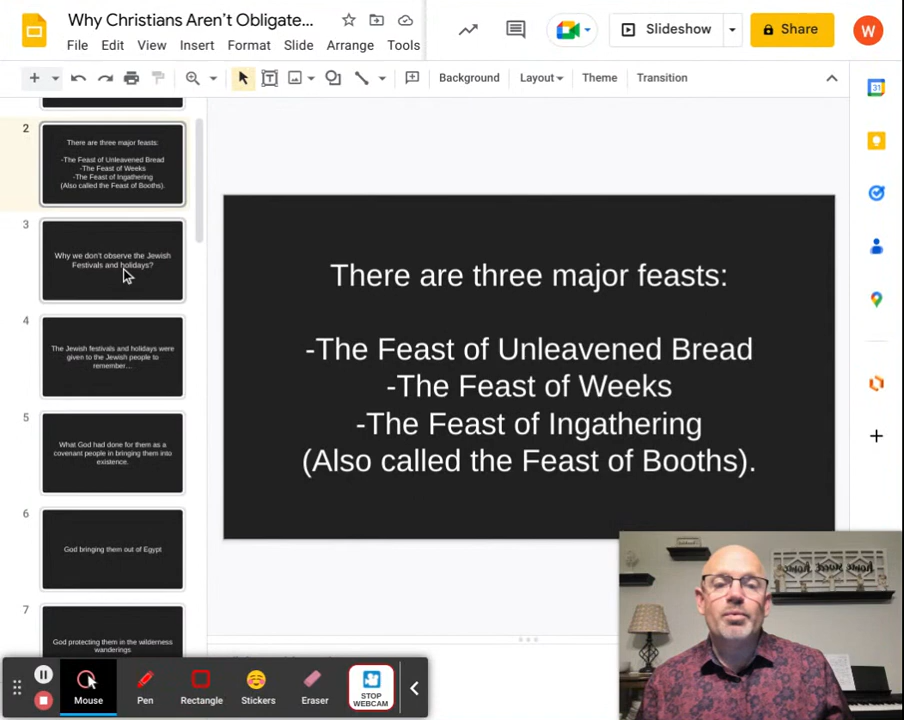 Why Christians Aren't Obligate...
File Edit View Insert Format Slide Arrange Tools
Slideshow
Share
W
Background Layout Theme Transition
31
2
There are three major feasts:
-The Feast of Unleavened Bread
-The Feast of Weeks
-The Feast of Ingathering
(Also called the Feast of Booths).
3
Why we don't observe the Jewish
Festivals and holidays?
4
The Jewish festivals and holidays were
given to the Jewish people to
remember...
5
What God had done for them as a
covenant people in bringing them into
existence.
6
God bringing them out of Egypt
7
God protecting them in the wilderness
wanderings
There are three major feasts:
-The Feast of Unleavened Bread
-The Feast of Weeks
-The Feast of Ingathering
(Also called the Feast of Booths).
Mouse
Pen
Rectangle
Stickers
Eraser
STOP
WEBCAM